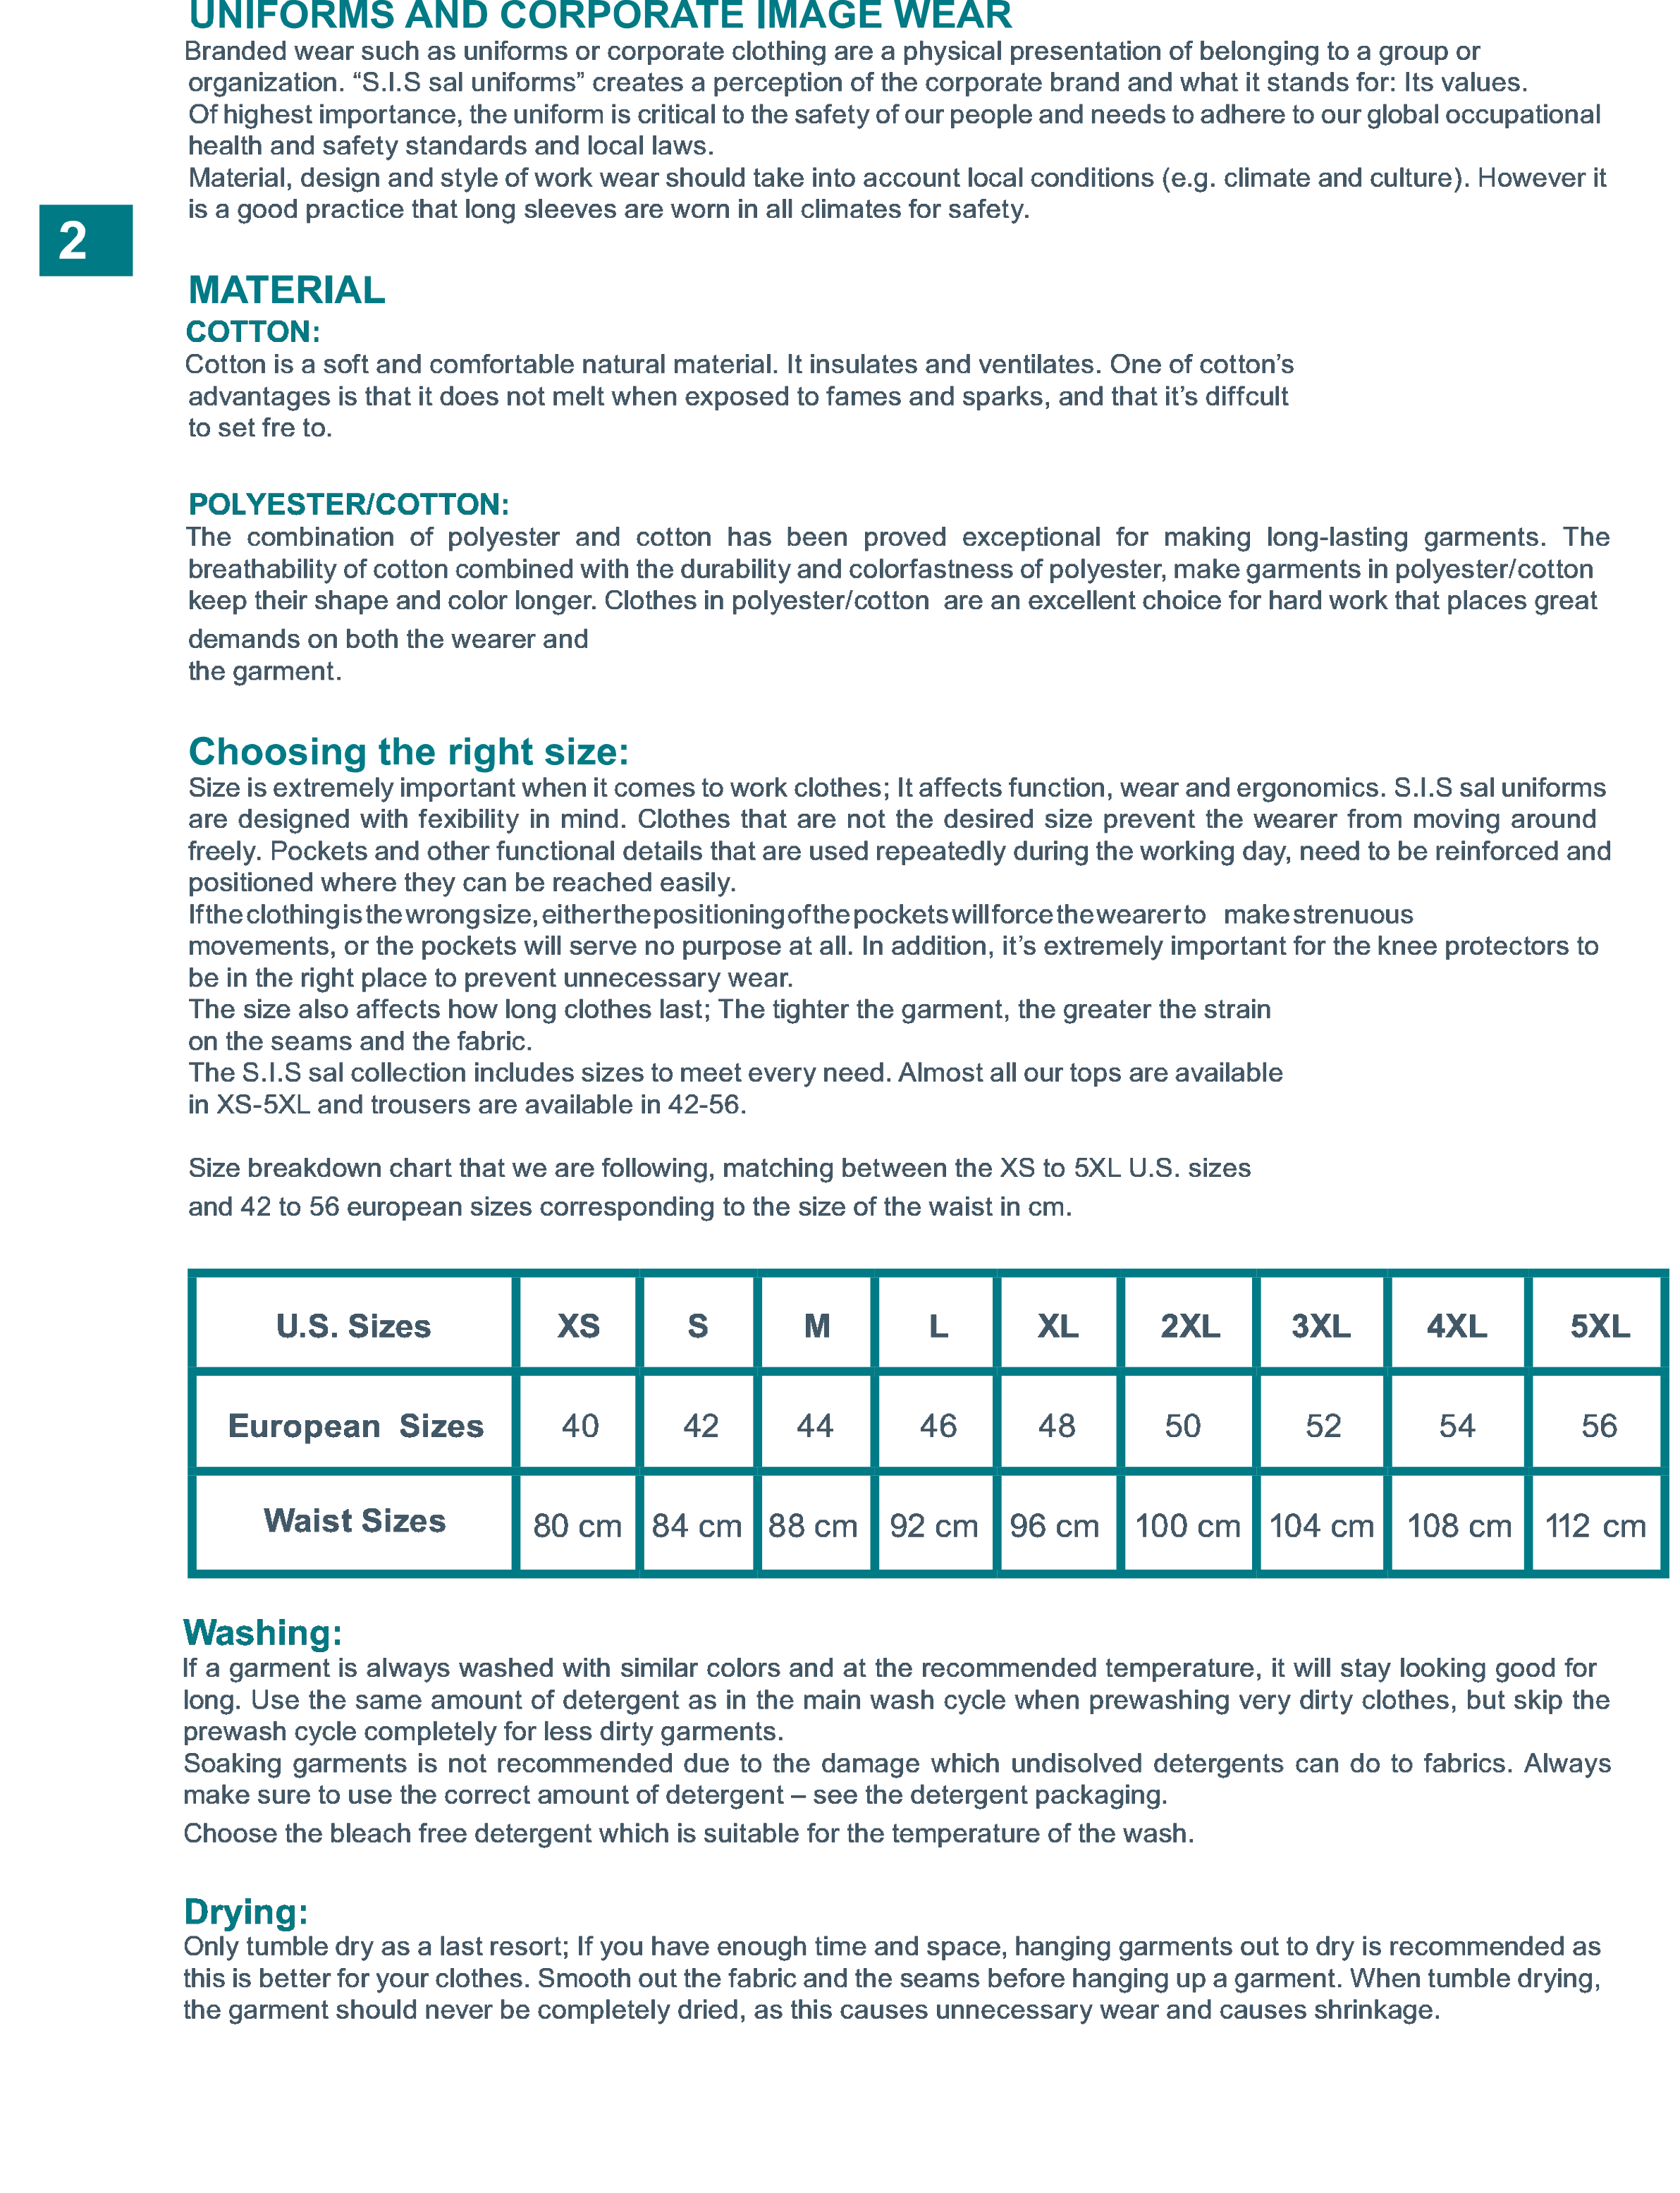 UNIFORMS AND CORPORATE IMAGE WEAR
Branded wear such as uniforms or corporate clothing are a physical presentation of belonging to a group or
organization. “S.I.S sal uniforms” creates a perception of the corporate brand and what it stands for: Its values.
Of highest importance, the uniform is critical to the safety of our people and needs to adhere to our global occupational
health and safety standards and local laws.
Material, design and style of work wear should take into account local conditions (e.g. climate and culture). However it
is a good practice that long sleeves are worn in all climates for safety.
2
MATERIAL
COTTON:
Cotton is a soft and comfortable natural material. It insulates and ventilates. One of cotton’s
advantages is that it does not melt when exposed to fames and sparks, and that it’s diffcult
to set fre to.
POLYESTER/COTTON:
The combination of polyester and cotton has been proved exceptional for making long-lasting garments. The
breathability of cotton combined with the durability and colorfastness of polyester, make garments in polyester/cotton
keep their shape and color longer. Clothes in polyester/cotton are an excellent choice for hard work that places great
demands on both the wearer and
the garment.
Choosing the right size:
Size is extremely important when it comes to work clothes; It affects function, wear and ergonomics. S.I.S sal uniforms
are designed with fexibility in mind. Clothes that are not the desired size prevent the wearer from moving around
freely. Pockets and other functional details that are used repeatedly during the working day, need to be reinforced and
positioned where they can be reached easily.
If the clothing is the wrong size, either the positioning of the pockets will force the wearer to make strenuous
movements, or the pockets will serve no purpose at all. In addition, it’s extremely important for the knee protectors to
be in the right place to prevent unnecessary wear.
The size also affects how long clothes last; The tighter the garment, the greater the strain
on the seams and the fabric.
The S.I.S sal collection includes sizes to meet every need. Almost all our tops are available
in XS-5XL and trousers are available in 42-56.
Size breakdown chart that we are following, matching between the XS to 5XL U.S. sizes
and 42 to 56 european sizes corresponding to the size of the waist in cm.
U.S. Sizes XS S M L XL 2XL 3XL 4XL 5XL
European Sizes 40 42 44 46 48 50 52 54 56
Waist Sizes 80 cm 84 cm 88 cm 92 cm 96 cm 100 cm 104 cm 108 cm 112 cm
Washing:
If a garment is always washed with similar colors and at the recommended temperature, it will stay looking good for
long. Use the same amount of detergent as in the main wash cycle when prewashing very dirty clothes, but skip the
prewash cycle completely for less dirty garments.
Soaking garments is not recommended due to the damage which undisolved detergents can do to fabrics. Always
make sure to use the correct amount of detergent – see the detergent packaging.
Choose the bleach free detergent which is suitable for the temperature of the wash.
Drying:
Only tumble dry as a last resort; If you have enough time and space, hanging garments out to dry is recommended as
this is better for your clothes. Smooth out the fabric and the seams before hanging up a garment. When tumble drying,
the garment should never be completely dried, as this causes unnecessary wear and causes shrinkage.